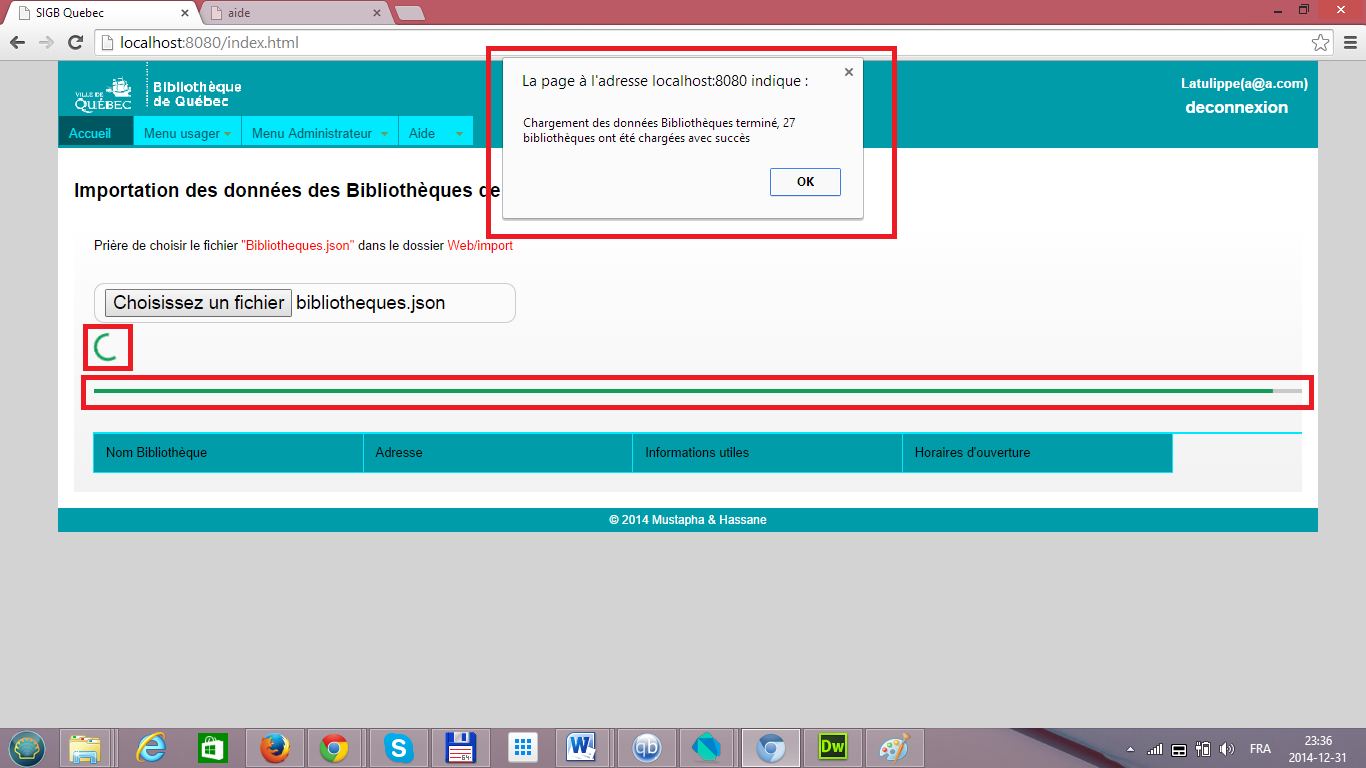 SIGB Quebec
aide
localhost:8080/index.html
VILLE DE
QUÉBEC
Bibliothèque
de Québec
Latulippe(a@a.com)
deconnexion
Accueil
Menu usager
Menu Administrateur
Aide
La page à l'adresse localhost:8080 indique :
Chargement des données Bibliothèques terminé, 27
bibliothèques ont été chargées avec succès
OK
Importation des données des Bibliothèques de
Prière de choisir le fichier "Bibliotheques.json" dans le dossier Web/import
Choisissez un fichier bibliotheques.json
Nom Bibliothèque
Adresse
Informations utiles
Horaires d'ouverture
© 2014 Mustapha & Hassane
64
W
qb
Dw
FRA
23:36
2014-12-31